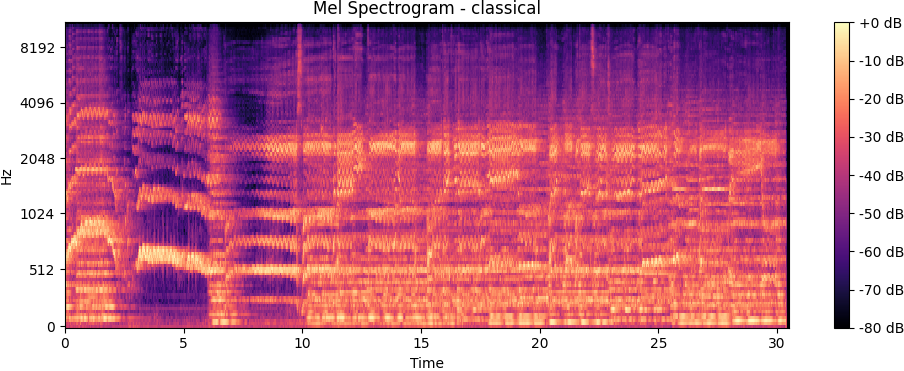 Mel Spectrogram - classical
Hz
8192
4096
2048
1024
512
0
0 5 10 15 20 25 30
Time
+0 dB
-10 dB
-20 dB
-30 dB
-40 dB
-50 dB
-60 dB
-70 dB
-80 dB